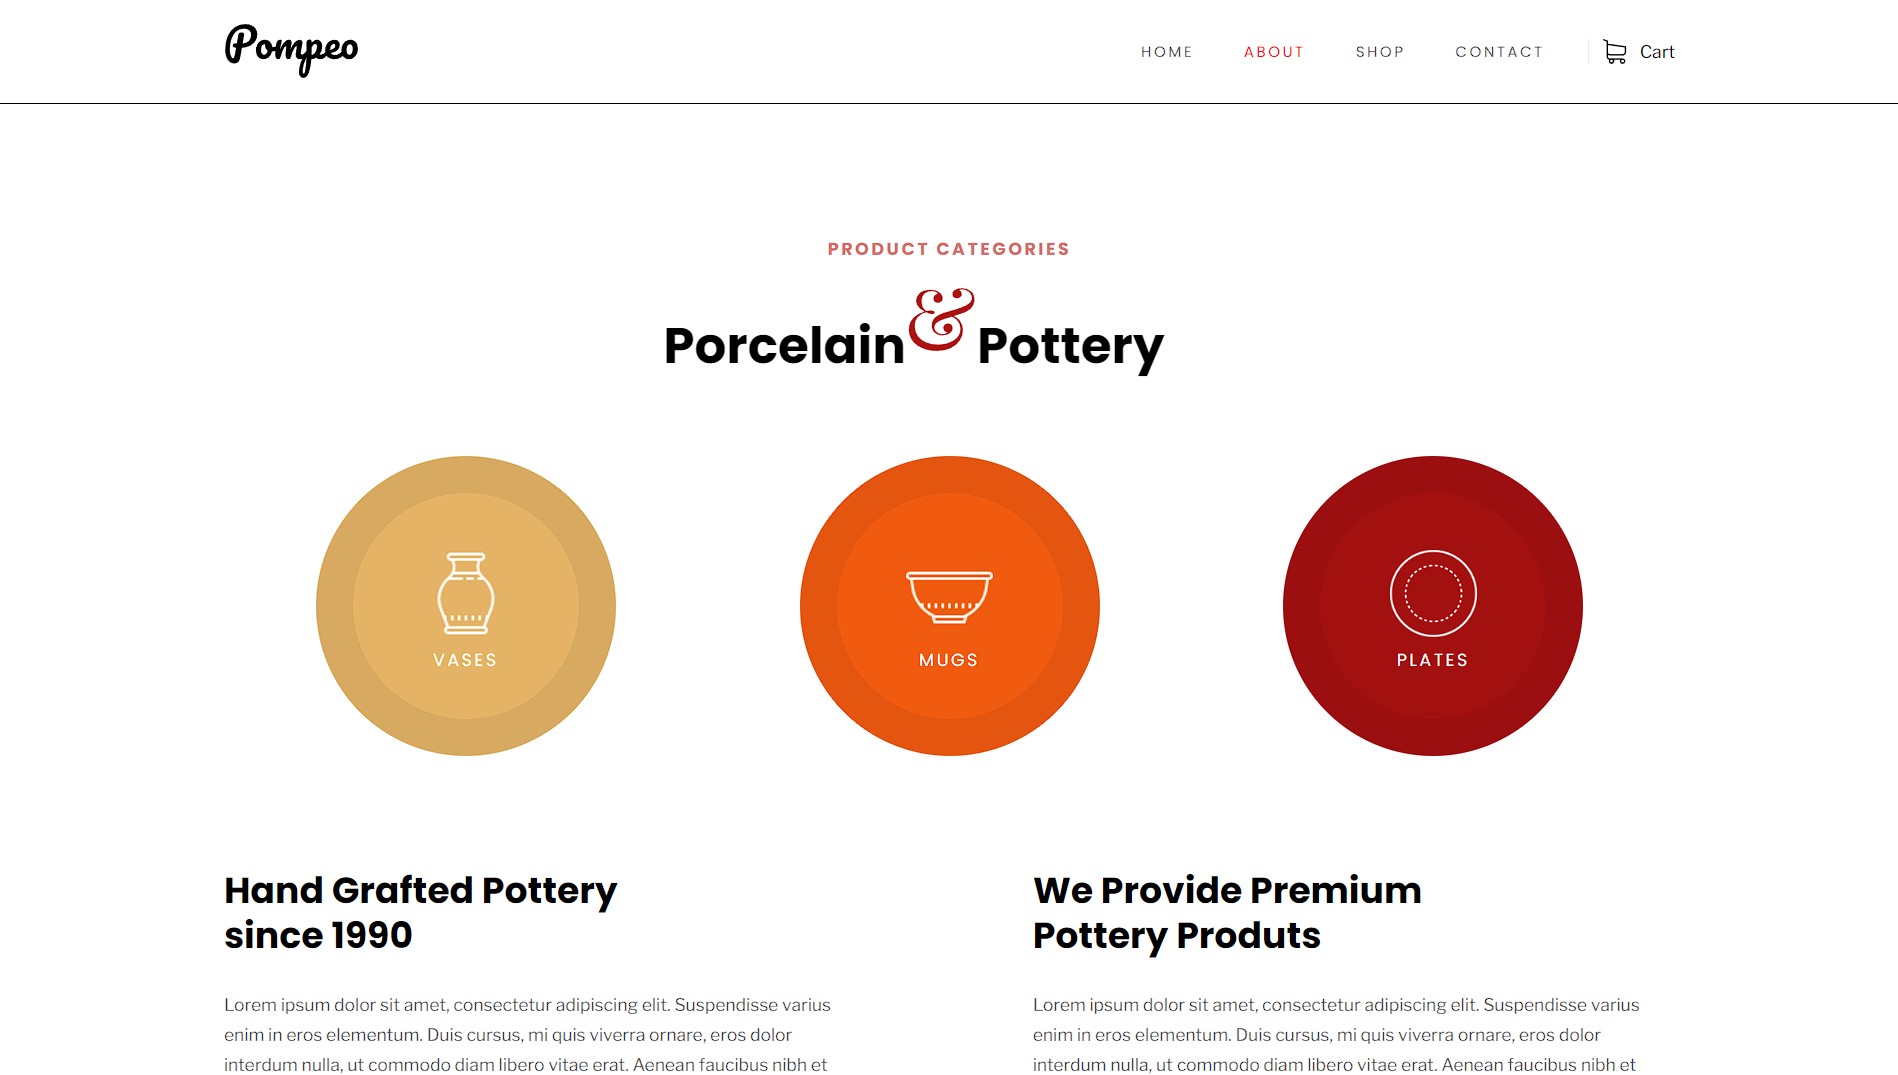 Pompeo
HOME ABOUT SHOP CONTACT Cart
PRODUCT CATEGORIES
Porcelain & Pottery
VASES
MUGS
PLATES
Hand Grafted Pottery
since 1990
Lorem ipsum dolor sit amet, consectetur adipiscing elit. Suspendisse varius
enim in eros elementum. Duis cursus, mi quis viverra ornare, eros dolor
interdum nulla, ut commodo diam libero vitae erat. Aenean faucibus nibh et
We Provide Premium
Pottery Produts
Lorem ipsum dolor sit amet, consectetur adipiscing elit. Suspendisse varius
enim in eros elementum. Duis cursus, mi quis viverra ornare, eros dolor
interdum nulla, ut commodo diam libero vitae erat. Aenean faucibus nibh et